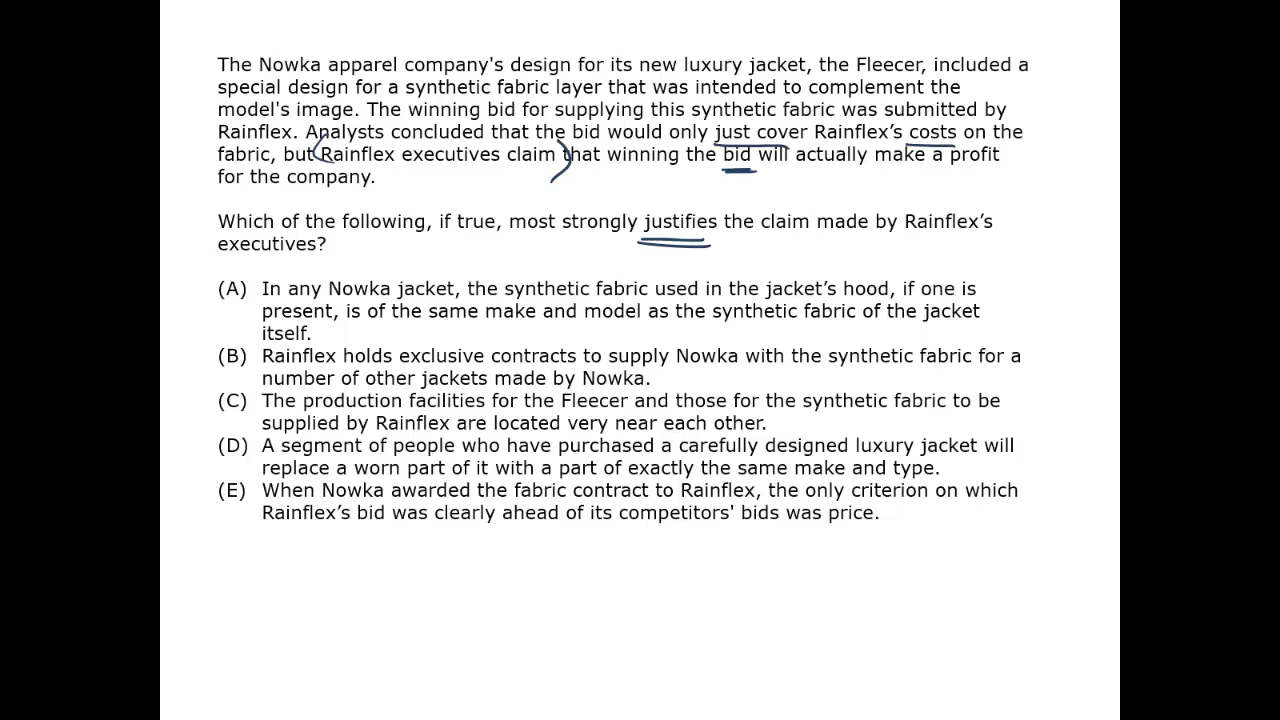 The Nowka apparel company's design for its new luxury jacket, the Fleecer, included a
special design for a synthetic fabric layer that was intended to complement the
model's image. The winning bid for supplying this synthetic fabric was submitted by
Rainflex. Analysts concluded that the bid would only just cover Rainflex’s costs on the
fabric, but Rainflex executives claim that winning the bid will actually make a profit
for the company.
Which of the following, if true, most strongly justifies the claim made by Rainflex’s
executives?
(A) In any Nowka jacket, the synthetic fabric used in the jacket’s hood, if one is
present, is of the same make and model as the synthetic fabric of the jacket
itself.
(B) Rainflex holds exclusive contracts to supply Nowka with the synthetic fabric for a
number of other jackets made by Nowka.
(C) The production facilities for the Fleecer and those for the synthetic fabric to be
supplied by Rainflex are located very near each other.
(D) A segment of people who have purchased a carefully designed luxury jacket will
replace a worn part of it with a part of exactly the same make and type.
(E) When Nowka awarded the fabric contract to Rainflex, the only criterion on which
Rainflex’s bid was clearly ahead of its competitors' bids was price.